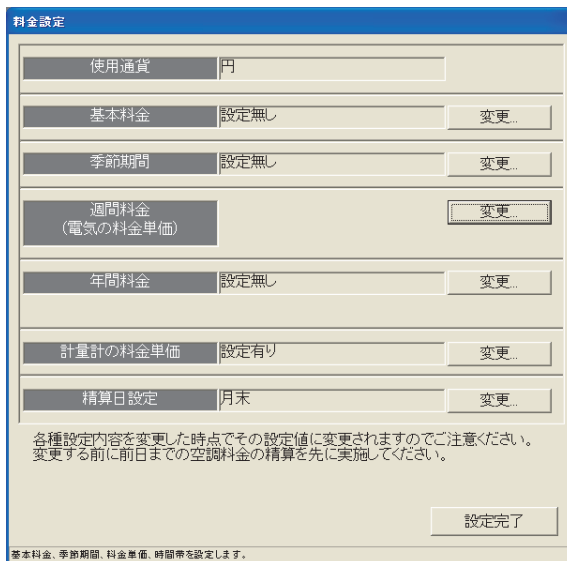 料金設定
使用通貨 円
基本料金 設定無し 変更...
季節期間 設定無し 変更...
週間料金 変更...
(電気の料金単価)
年間料金 設定無し 変更...
計量計の料金単価 設定有り 変更...
精算日設定 月末 変更...
各種設定内容を変更した時点でその設定値に変更されますのでご注意ください。
変更する前に前日までの空調料金の精算を先に実施してください。
設定完了
基本料金、季節期間、料金単価、時間帯を設定します。